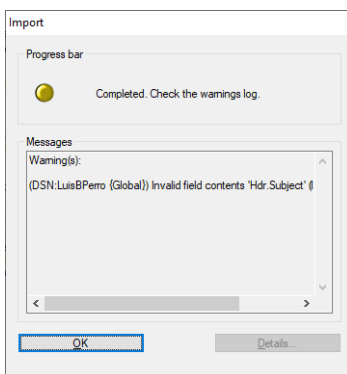 Import
Progress bar
Completed. Check the warnings log.
Messages
Warning(s):
(DSN:LuisBPerro {Global}) Invalid field contents 'Hdr.Subject' (
OK
Details...